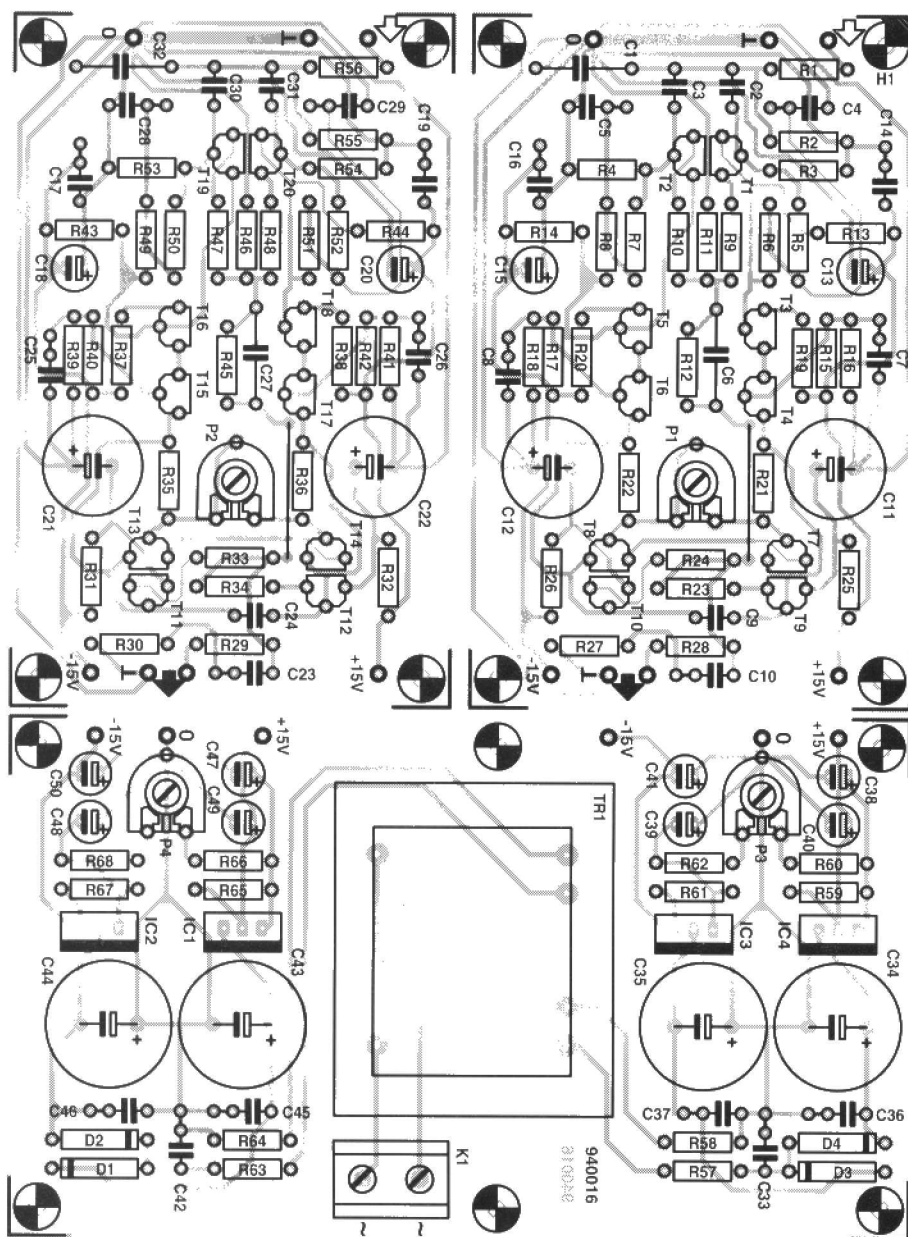 0
C32
T
R56
C30
C31
C28
C29
C19
R55
R54
C17
R53
T19
T20
R43
R49
R50
R47
R46
R48
R51
R52
R44
C18
C20
T16
T18
C25
R39
R40
R37
R45
C27
R38
R42
R41
C26
T15
T17
P2
R35
R36
C21
C22
T13
T14
R31
R33
R34
R32
T11
C24
T12
R30
R29
-15V
T
C23
+15V
0
C1
T
R1
H1
C3
C2
C5
C4
C14
R2
R3
C16
R4
T2
T1
R14
R8
R7
R10
R11
R9
R6
R5
R13
C15
C13
T5
T3
C8
R18
R17
R20
R12
C6
R19
R15
R16
C7
T6
T4
P1
R22
R21
C12
C11
T8
T7
R26
R24
R23
R25
T10
C9
T9
R27
R28
-15V
T
C10
+15V
-15V
0
+15V
C50
C47
C48
C49
P4
R68
R66
R67
R65
IC2
IC1
C44
C43
+
+
C46
C45
D2
R64
D1
R63
C42
TR1
K1
940016
940016
~
~
-15V
0
+15V
C41
C38
C39
C40
P3
R62
R60
R61
R59
IC3
IC4
C35
C34
+
+
C37
C36
R58
D4
R57
D3
C33